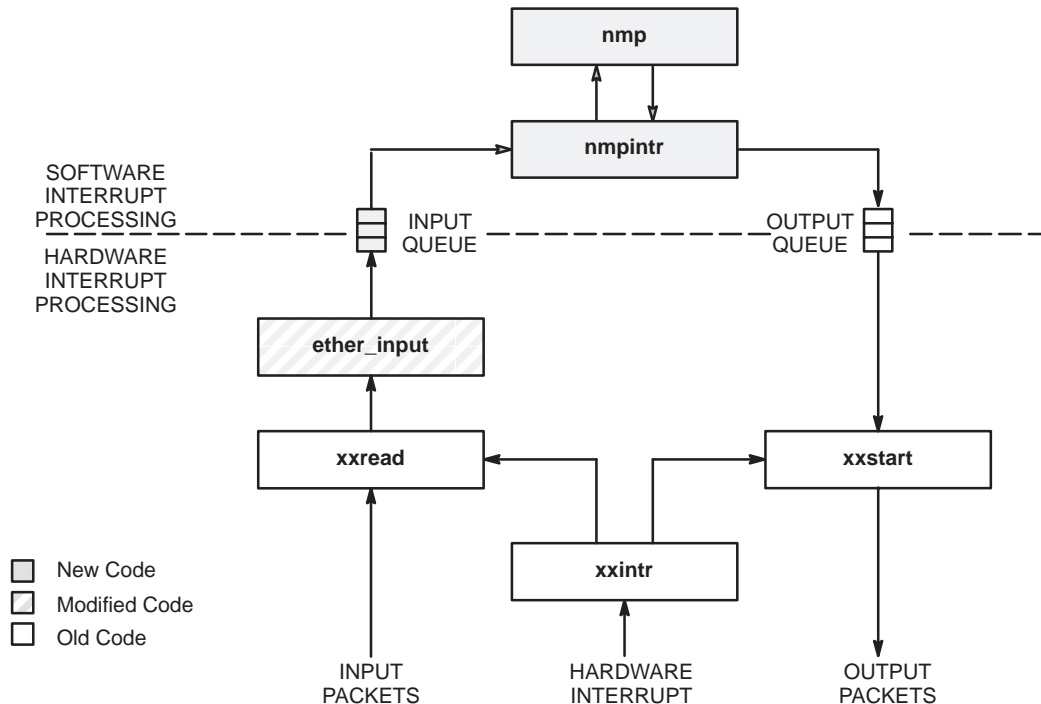 nmp
nmpintr
SOFTWARE
INTERRUPT
PROCESSING
INPUT
QUEUE
OUTPUT
QUEUE
HARDWARE
INTERRUPT
PROCESSING
ether_input
xxread
xxstart
xxintr
New Code
Modified Code
Old Code
INPUT
PACKETS
HARDWARE
INTERRUPT
OUTPUT
PACKETS